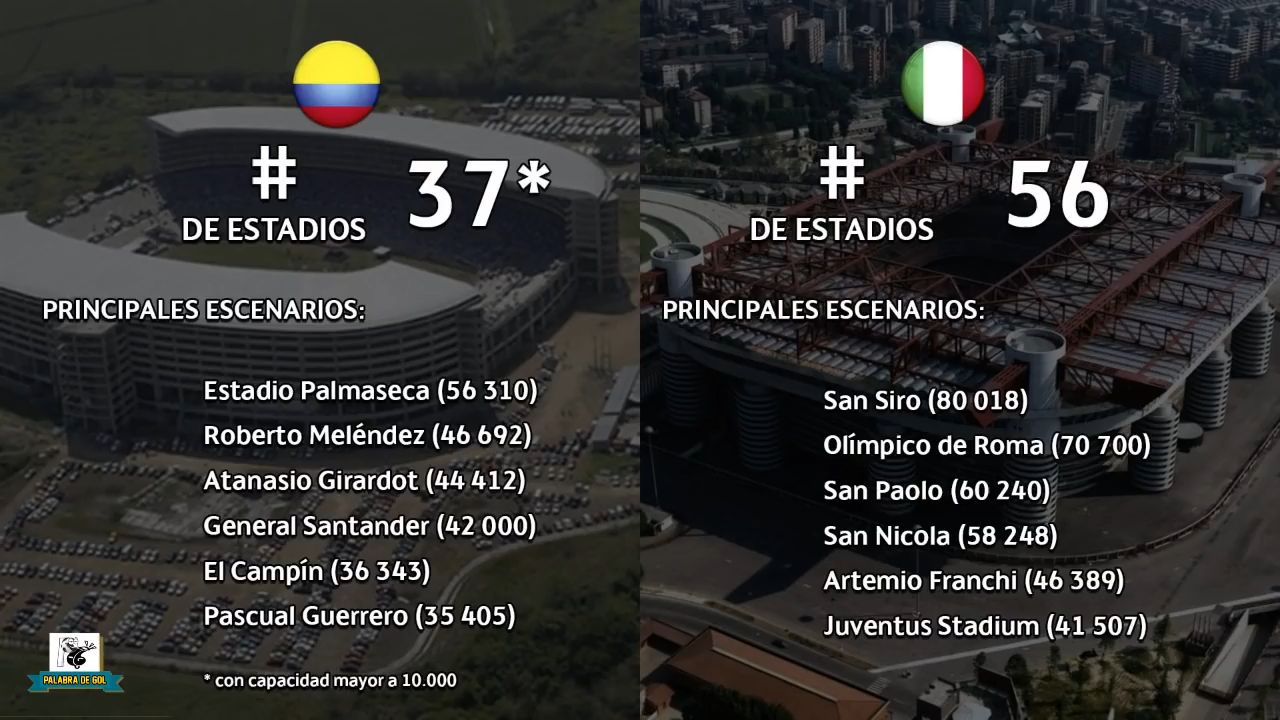 #
DE ESTADIOS
37*
PRINCIPALES ESCENARIOS:
Estadio Palmaseca (56 310)
Roberto Meléndez (46 692)
Atanasio Girardot (44 412)
General Santander (42 000)
El Campín (36 343)
Pascual Guerrero (35 405)
* con capacidad mayor a 10.000
PALABRA DE GOL
#
DE ESTADIOS
56
PRINCIPALES ESCENARIOS:
San Siro (80 018)
Olímpico de Roma (70 700)
San Paolo (60 240)
San Nicola (58 248)
Artemio Franchi (46 389)
Juventus Stadium (41 507)